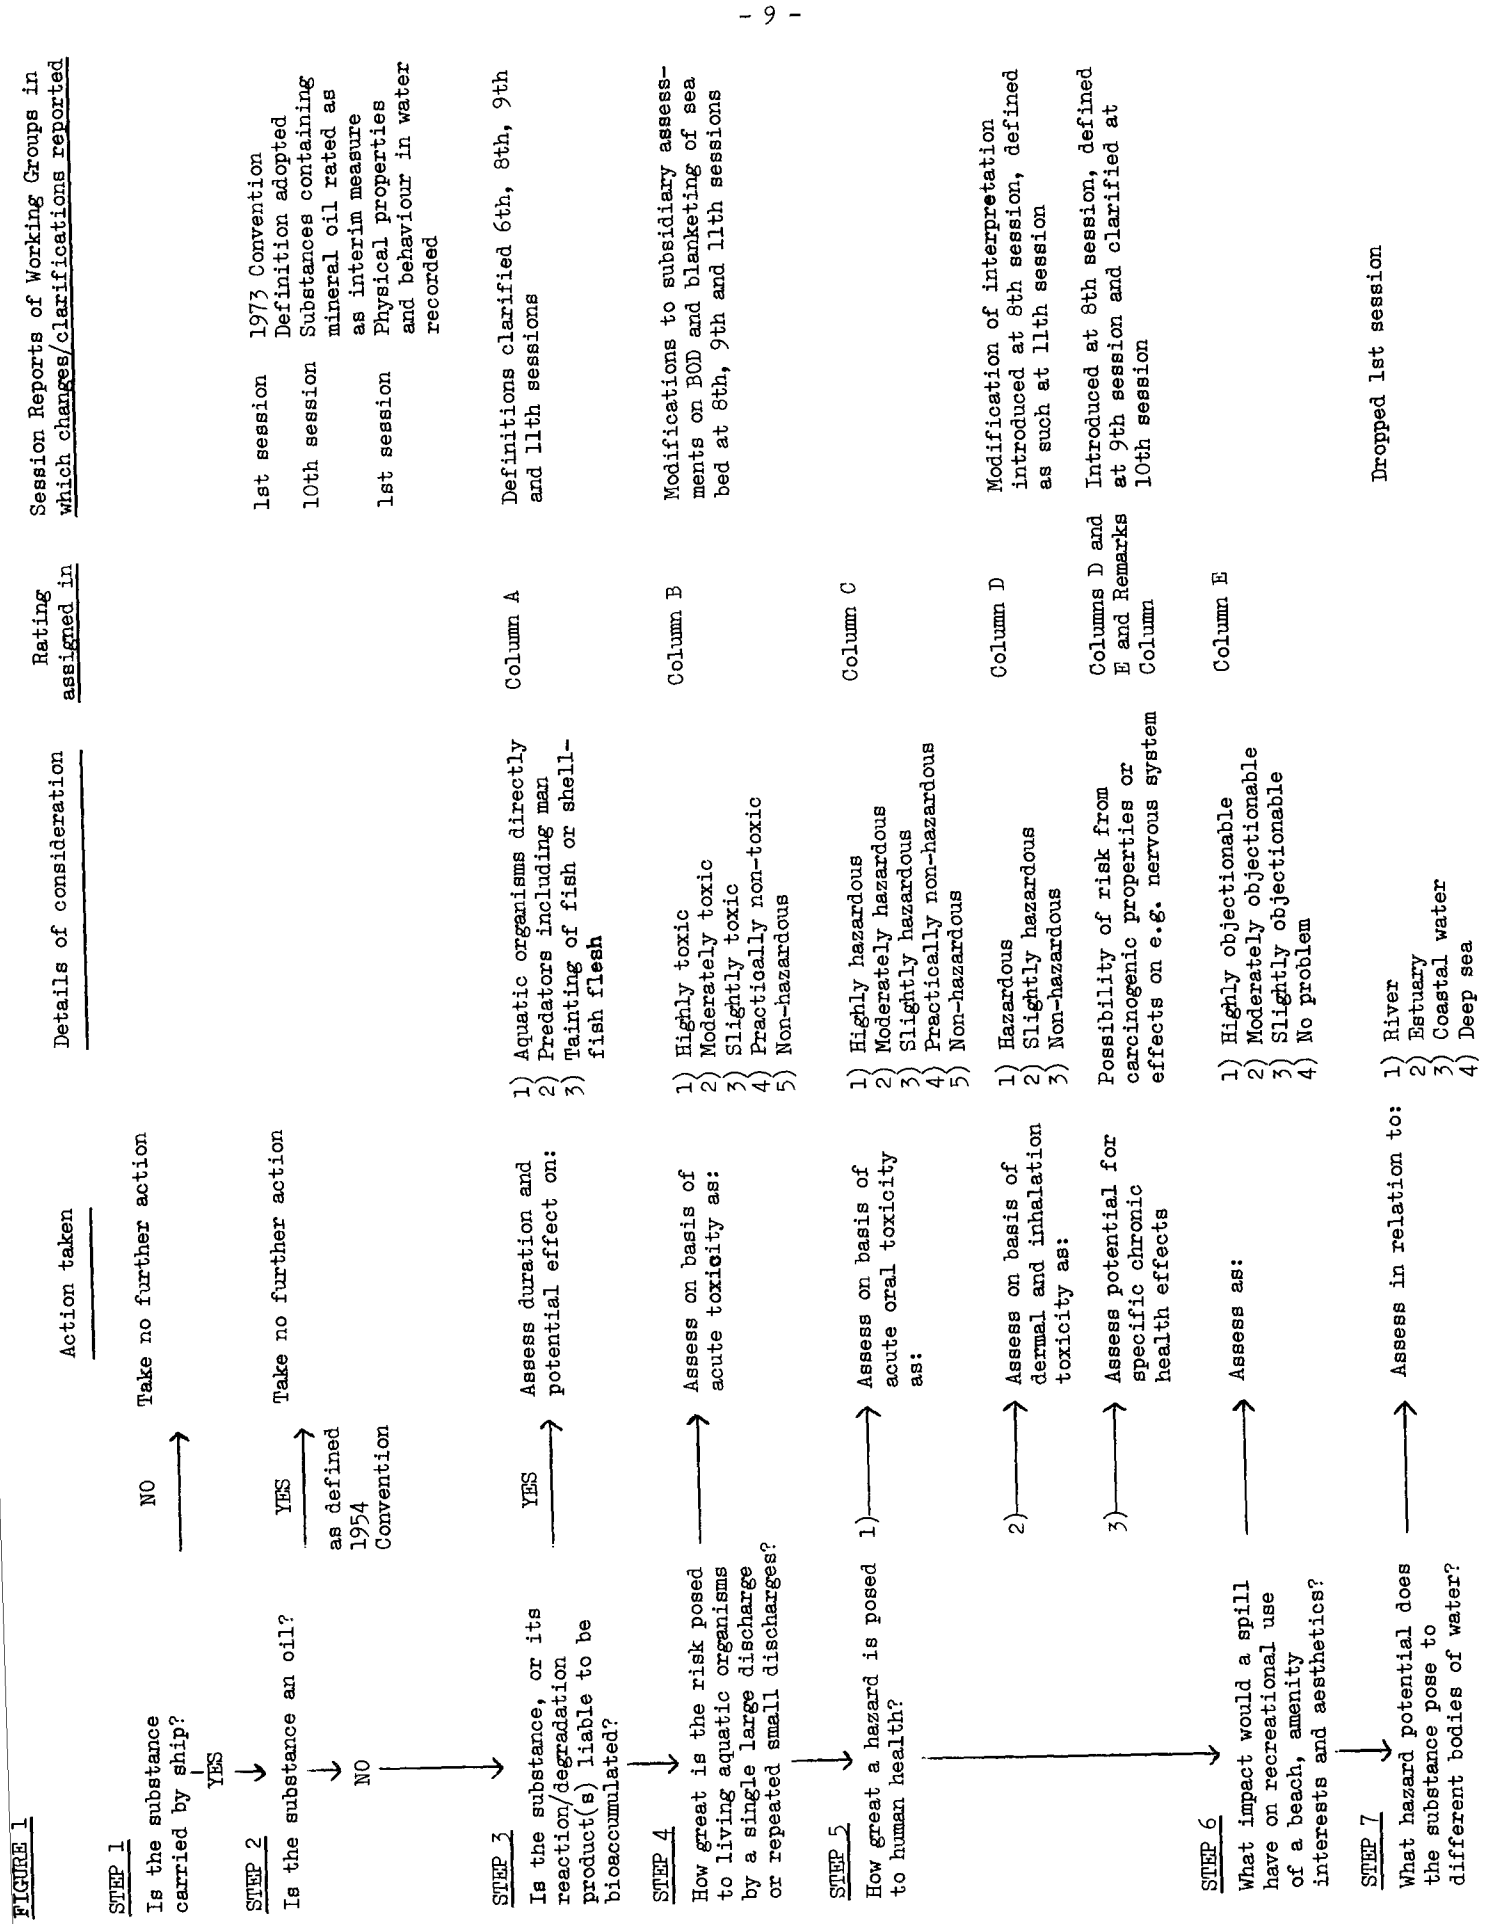 - 9 -
FIGURE 1
Action taken
Details of consideration
Rating
assigned in
Session Reports of Working Groups in
which changes/clarifications reported
STEP 1
Is the substance
carried by ship?
NO
Take no further action
YES
STEP 2
Is the substance an oil?
YES
as defined
1954
Convention
Take no further action
1st session
1973 Convention
Definition adopted
10th session
Substances containing
mineral oil rated as
as interim measure
1st session
Physical properties
and behaviour in water
recorded
NO
STEP 3
Is the substance, or its
reaction/degradation
product(s) liable to be
bioaccumulated?
YES
Assess duration and
potential effect on:
1) Aquatic organisms directly
2) Predators including man
3) Tainting of fish or shell-
fish flesh
Column A
Definitions clarified 6th, 8th, 9th
and 11th sessions
STEP 4
How great is the risk posed
to living aquatic organisms
by a single large discharge
or repeated small discharges?
Assess on basis of
acute toxicity as:
1) Highly toxic
2) Moderately toxic
3) Slightly toxic
4) Practically non-toxic
5) Non-hazardous
Column B
Modifications to subsidiary assess-
ments on BOD and blanketing of sea
bed at 8th, 9th and 11th sessions
STEP 5
How great a hazard is posed
to human health?
1)
Assess on basis of
acute oral toxicity
as:
1) Highly hazardous
2) Moderately hazardous
3) Slightly hazardous
4) Practically non-hazardous
5) Non-hazardous
Column C
2)
Assess on basis of
dermal and inhalation
toxicity as:
1) Hazardous
2) Slightly hazardous
3) Non-hazardous
Column D
Modification of interpretation
introduced at 8th session, defined
as such at 11th session
3)
Assess potential for
specific chronic
health effects
Possibility of risk from
carcinogenic properties or
effects on e.g. nervous system
Columns D and
E and Remarks
Column
Introduced at 8th session, defined
at 9th session and clarified at
10th session
STEP 6
What impact would a spill
have on recreational use
of a beach, amenity
interests and aesthetics?
Assess as:
1) Highly objectionable
2) Moderately objectionable
3) Slightly objectionable
4) No problem
Column E
STEP 7
What hazard potential does
the substance pose to
different bodies of water?
Assess in relation to:
1) River
2) Estuary
3) Coastal water
4) Deep sea
Dropped 1st session